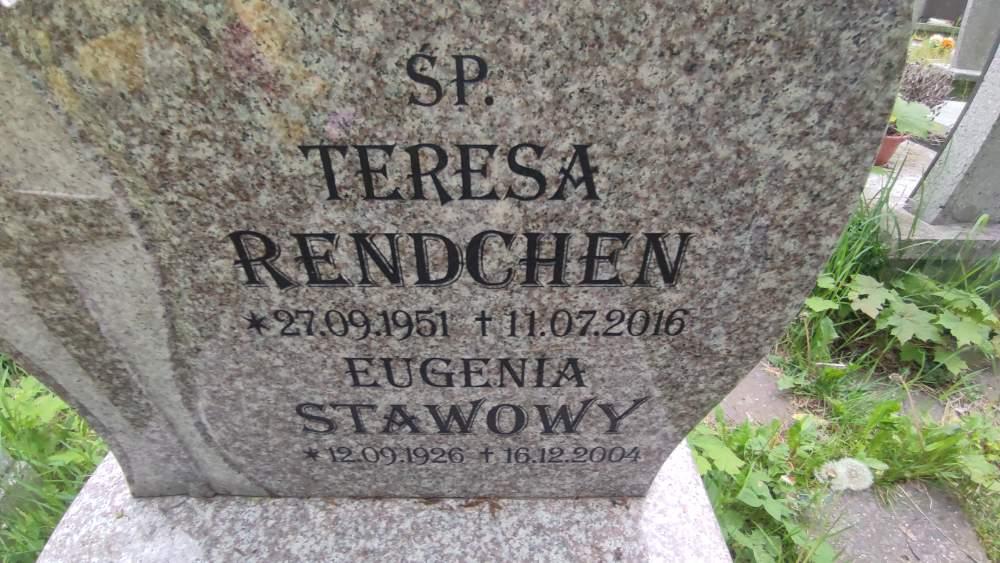 ŚP.
TERESA
RENDCHEN
*27.09.1951 †11.07.2016
EUGENIA
STAWOWY
*12.09.1926 †16.12.2004